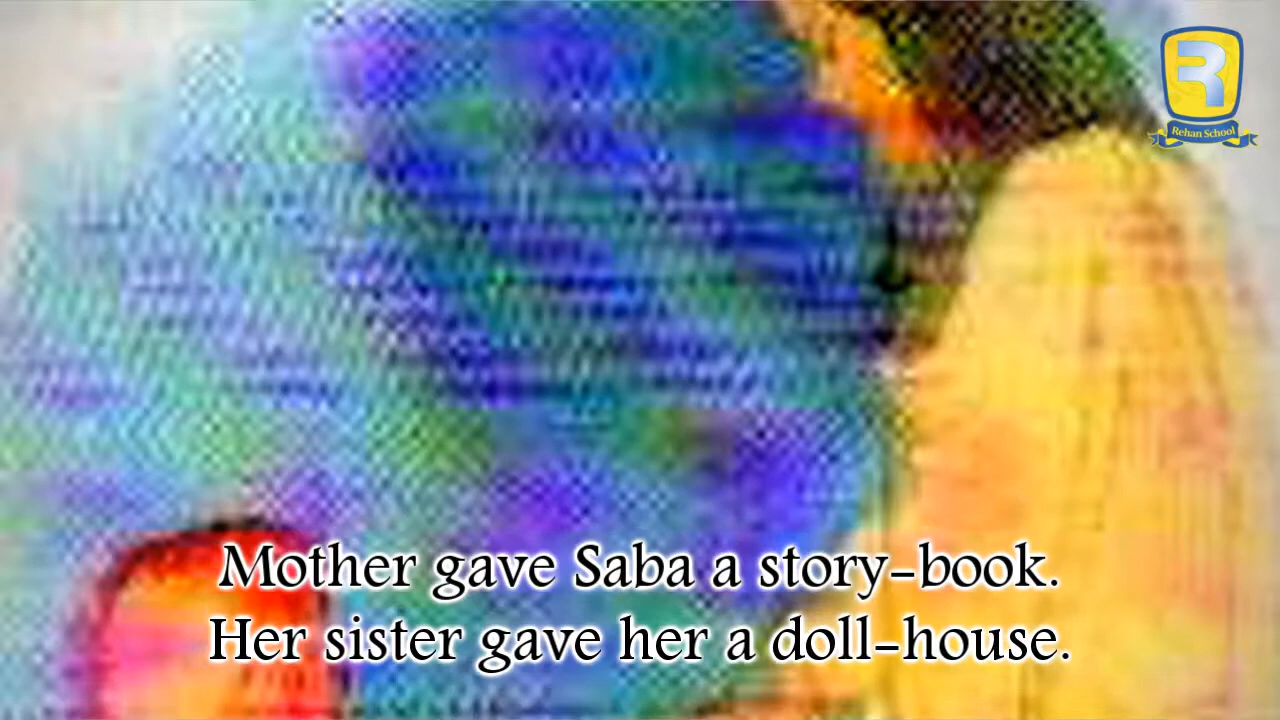 Rehan School
Mother gave Saba a story-book.
Her sister gave her a doll-house.